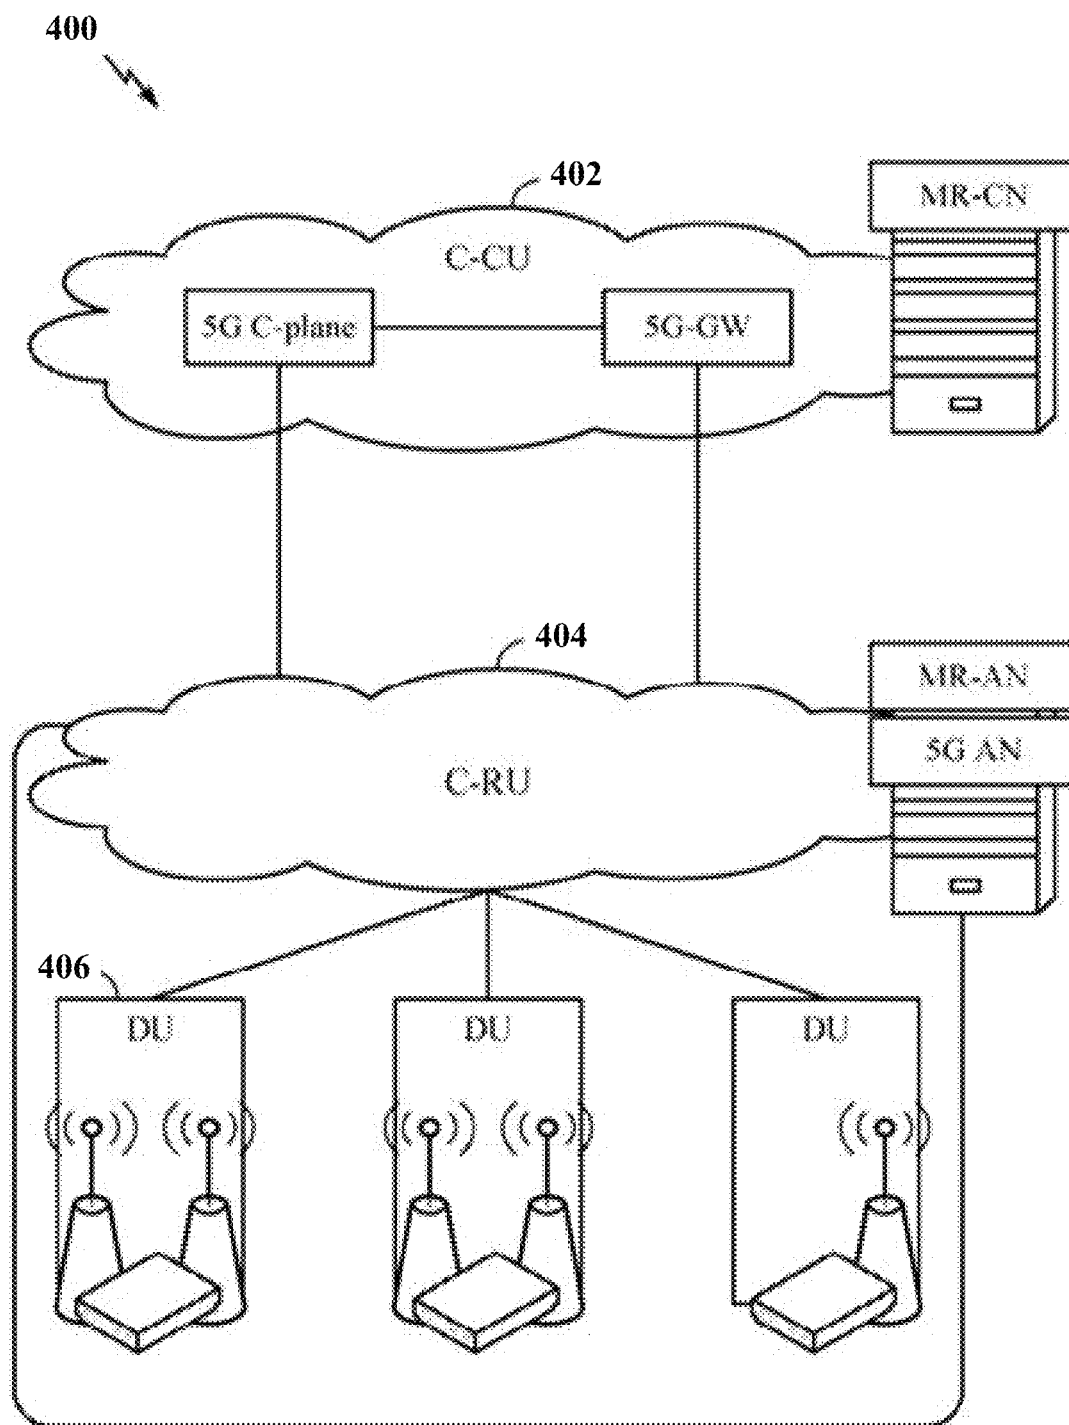 400
402
MR-CN
C-CU
5G C-plane
5G-GW
404
MR-AN
5G AN
C-RU
406
DU
DU
DU